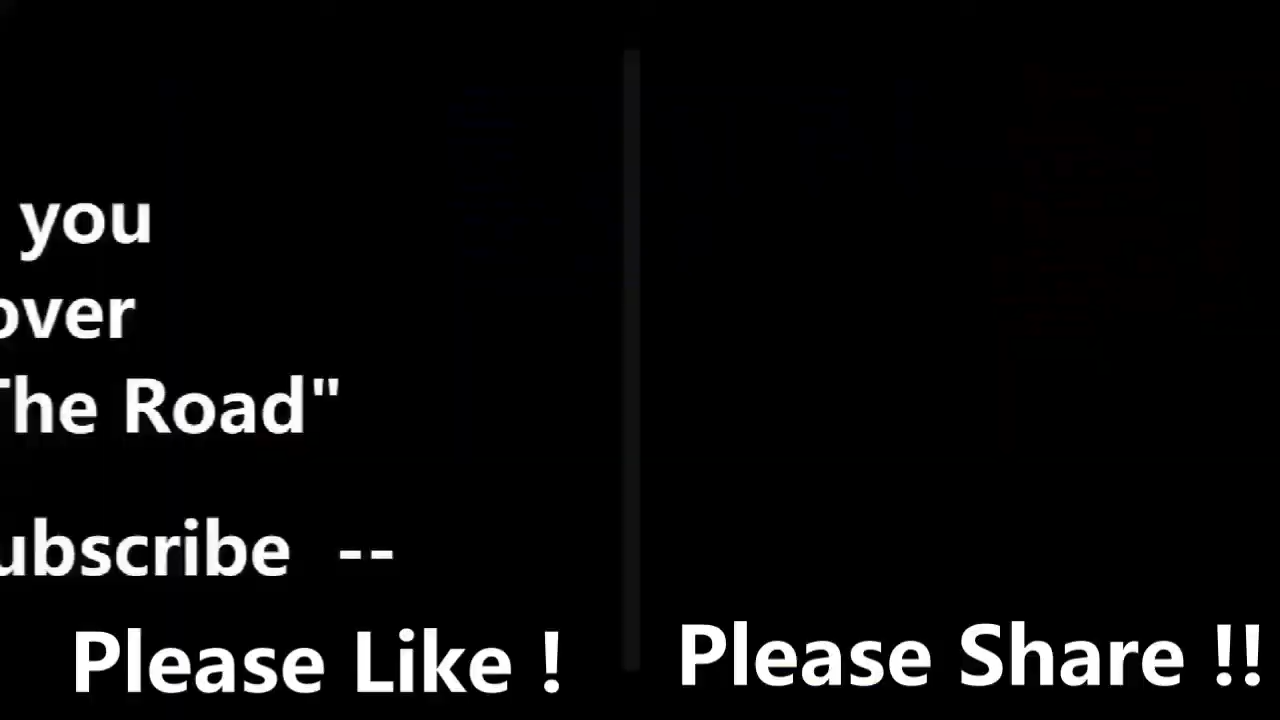 you
over
The Road"
ubscribe --
Please Like !
Please Share !!